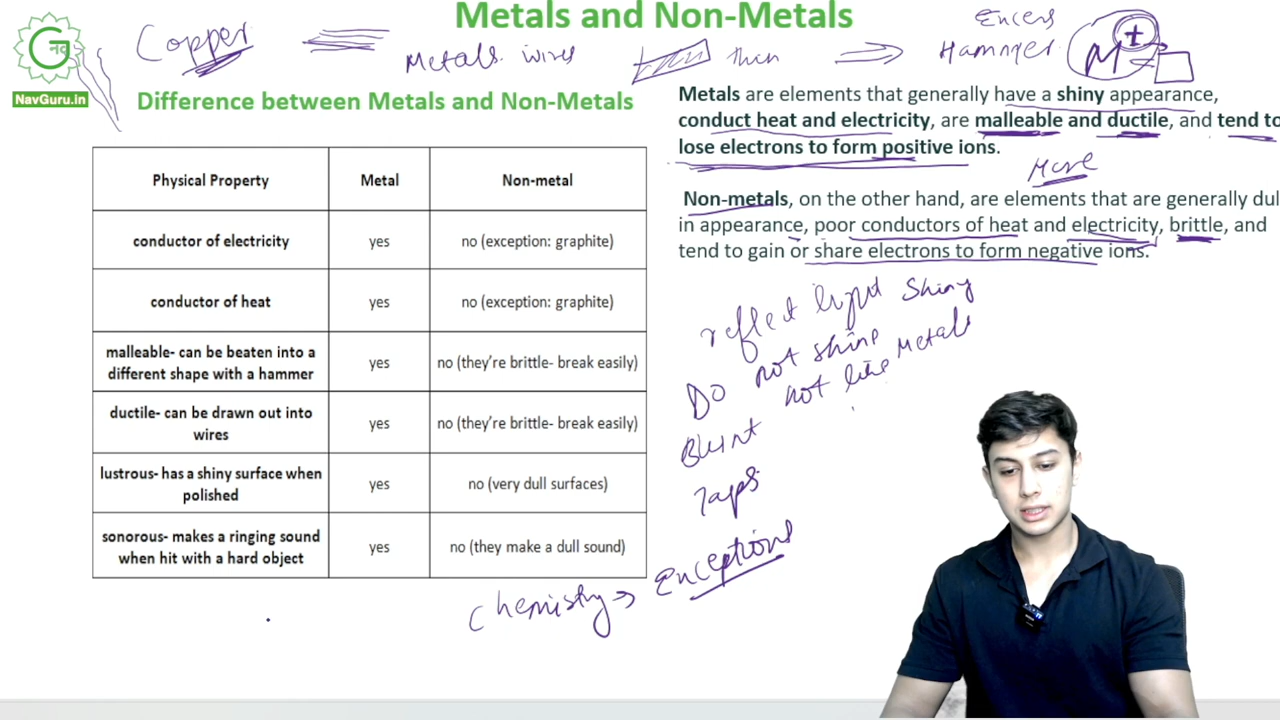 Metals and Non-Metals
नव
NavGuru.in
Copper
Metals wires
then
Excess
Hammer
M
+
Difference between Metals and Non-Metals
Physical Property Metal Non-metal
conductor of electricity yes no (exception: graphite)
conductor of heat yes no (exception: graphite)
malleable- can be beaten into a
different shape with a hammer yes no (they're brittle- break easily)
ductile- can be drawn out into
wires yes no (they're brittle- break easily)
lustrous- has a shiny surface when
polished yes no (very dull surfaces)
sonorous- makes a ringing sound
when hit with a hard object yes no (they make a dull sound)
Metals are elements that generally have a shiny appearance,
conduct heat and electricity, are malleable and ductile, and tend to
lose electrons to form positive ions.
More
Non-metals, on the other hand, are elements that are generally dul
in appearance, poor conductors of heat and electricity, brittle, and
tend to gain or share electrons to form negative ions.
reflect light shiny
Do not shine
not like Metals
Blunt
Taps
Chemistry → Exceptions